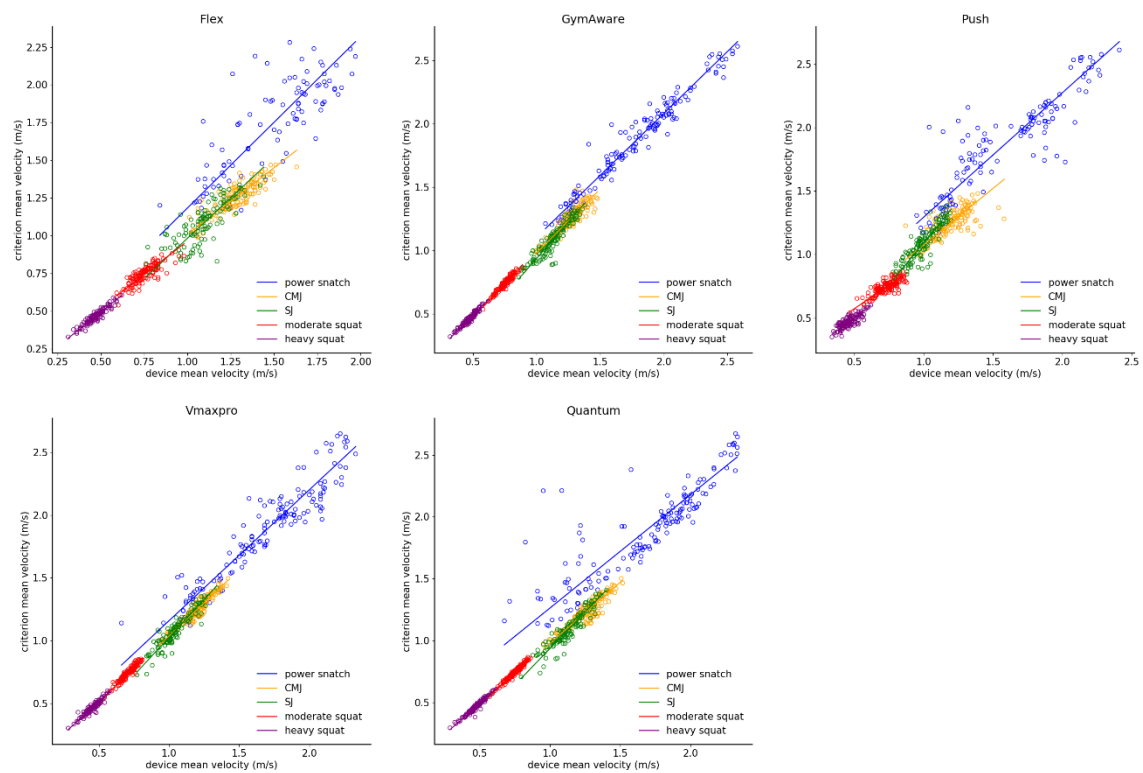 Flex
2.25
2.00
1.75
1.50
1.25
1.00
0.75
0.50
0.25
criterion mean velocity (m/s)
power snatch
CMJ
SJ
moderate squat
heavy squat
0.25 0.50 0.75 1.00 1.25 1.50 1.75 2.00
device mean velocity (m/s)
GymAware
2.5
2.0
1.5
1.0
0.5
criterion mean velocity (m/s)
power snatch
CMJ
SJ
moderate squat
heavy squat
0.5 1.0 1.5 2.0 2.5
device mean velocity (m/s)
Push
2.5
2.0
1.5
1.0
0.5
criterion mean velocity (m/s)
power snatch
CMJ
SJ
moderate squat
heavy squat
0.5 1.0 1.5 2.0 2.5
device mean velocity (m/s)
Vmaxpro
2.5
2.0
1.5
1.0
0.5
criterion mean velocity (m/s)
power snatch
CMJ
SJ
moderate squat
heavy squat
0.5 1.0 1.5 2.0
device mean velocity (m/s)
Quantum
2.5
2.0
1.5
1.0
0.5
criterion mean velocity (m/s)
power snatch
CMJ
SJ
moderate squat
heavy squat
0.5 1.0 1.5 2.0
device mean velocity (m/s)